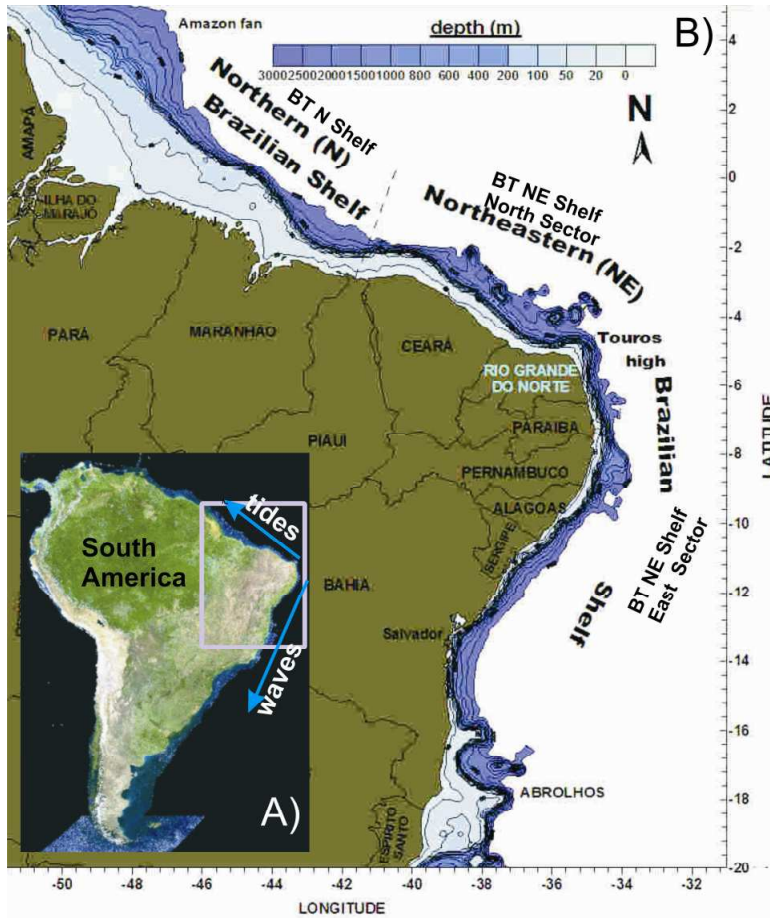 Amazon fan
depth (m)
B)
3000 2500 2000 1500 1000 800 600 400 200 100 50 20 0
4
2
0
-2
-4
-6
-8
-10
-12
-14
-16
-18
-20
N
Northern (N)
Brazilian Shelf
BT N Shelf
BT NE Shelf
North Sector
Northeastern (NE)
Brazilian
Shelf
BT NE Shelf
East Sector
AMAPÁ
ILHA DO
MARAJÓ
PARÁ
MARANHÃO
CEARÁ
Touros
high
RIO GRANDE
DO NORTE
PIAUI
PARAIBA
PERNAMBUCO
ALAGOAS
SERGIPE
BAHIA
Salvador
ABROLHOS
ESPIRITO
SANTO
South
America
tides
waves
A)
LATITUDE
-50 -48 -46 -44 -42 -40 -38 -36 -34 -32
LONGITUDE